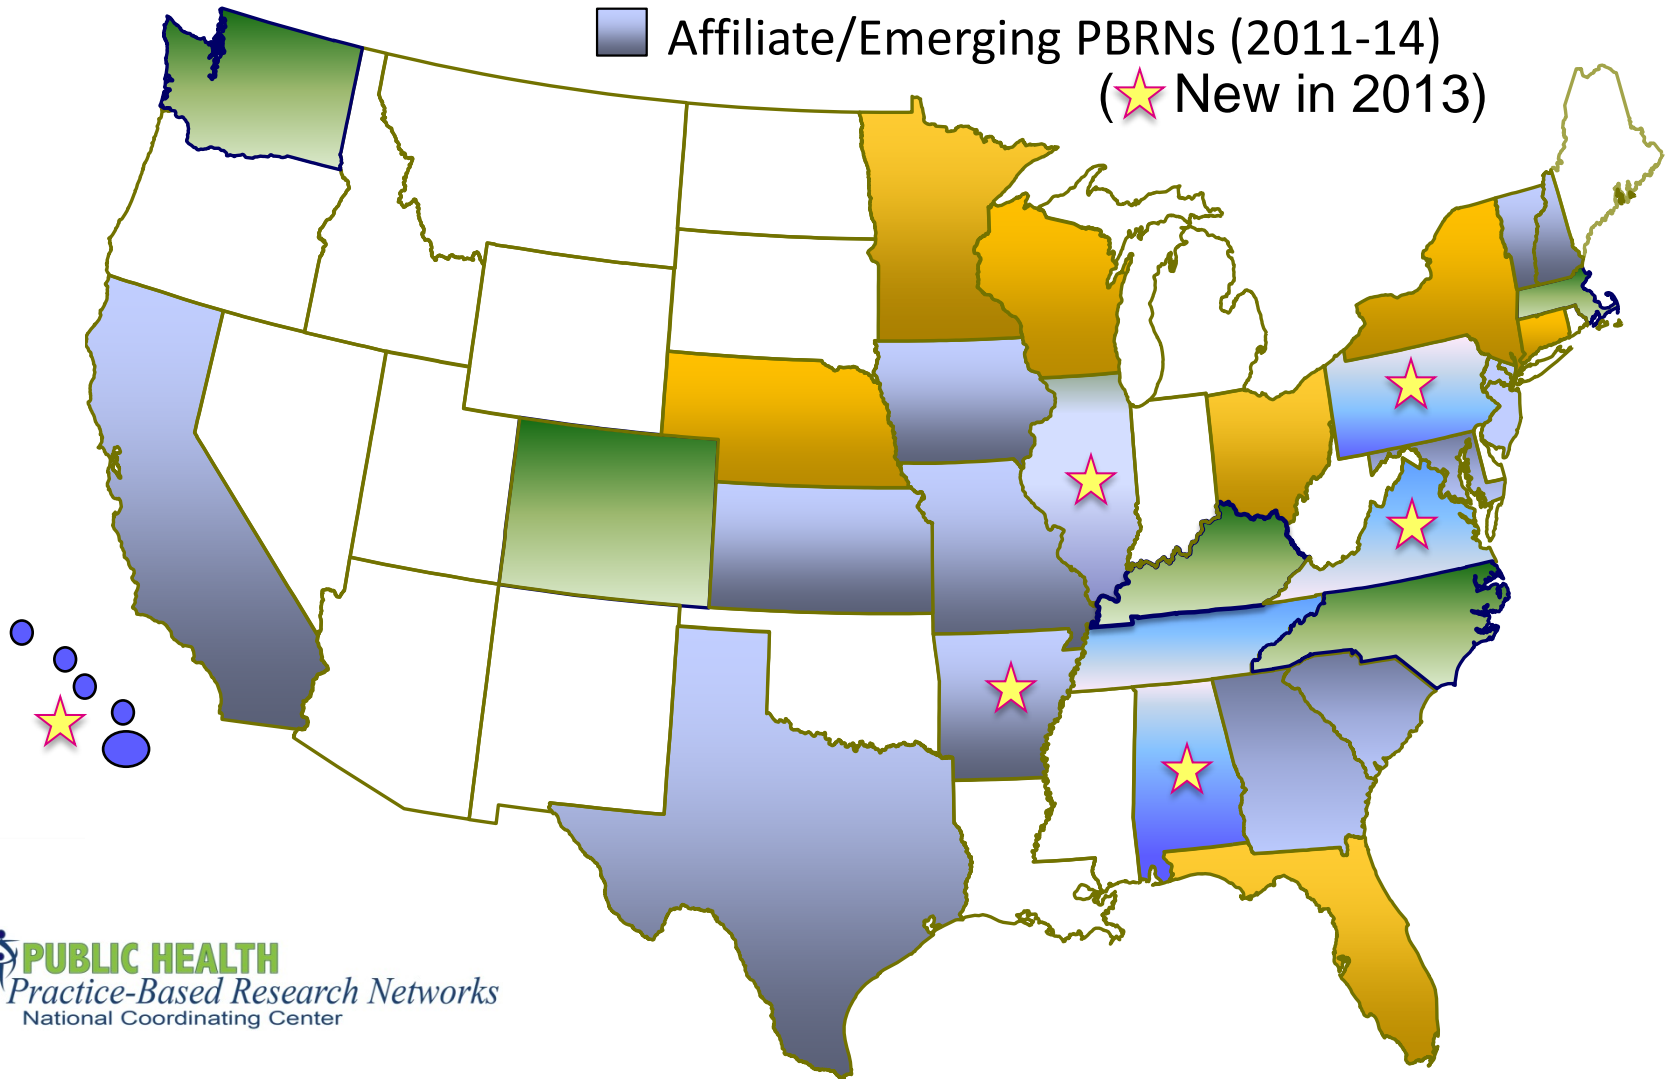 Affiliate/Emerging PBRNs (2011-14)
(New in 2013)
PUBLIC HEALTH
Practice-Based Research Networks
National Coordinating Center